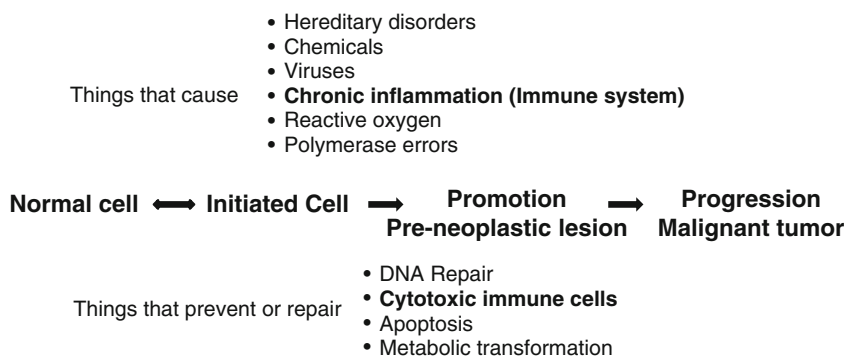 • Hereditary disorders
• Chemicals
• Viruses
Things that cause • Chronic inflammation (Immune system)
• Reactive oxygen
• Polymerase errors
Normal cell ↔ Initiated Cell → Promotion → Progression
Pre-neoplastic lesion Malignant tumor
• DNA Repair
Things that prevent or repair • Cytotoxic immune cells
• Apoptosis
• Metabolic transformation